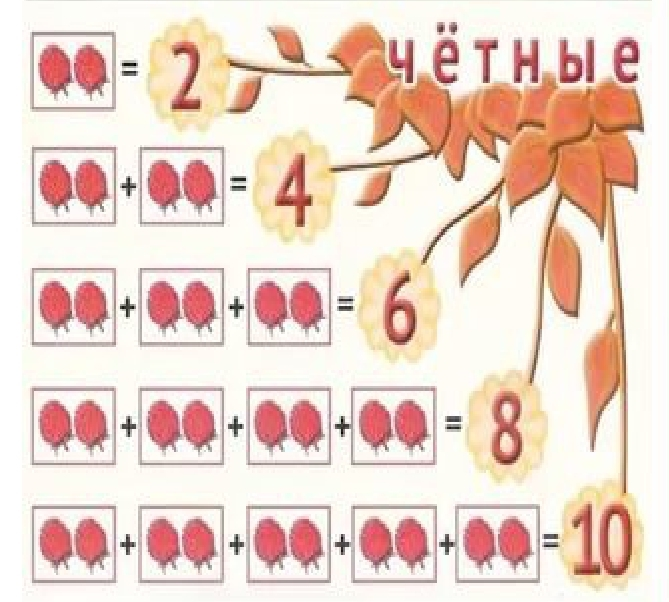 чётные
= 2
+ = 4
+ + = 6
+ + + = 8
+ + + + = 10